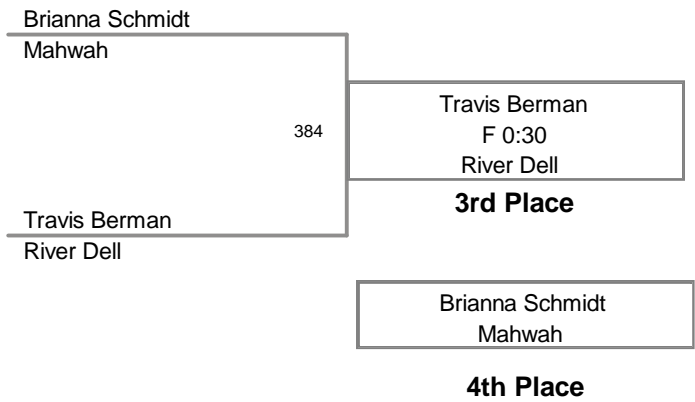 Brianna Schmidt
Mahwah
384
Travis Berman
F 0:30
River Dell
3rd Place
Travis Berman
River Dell
Brianna Schmidt
Mahwah
4th Place